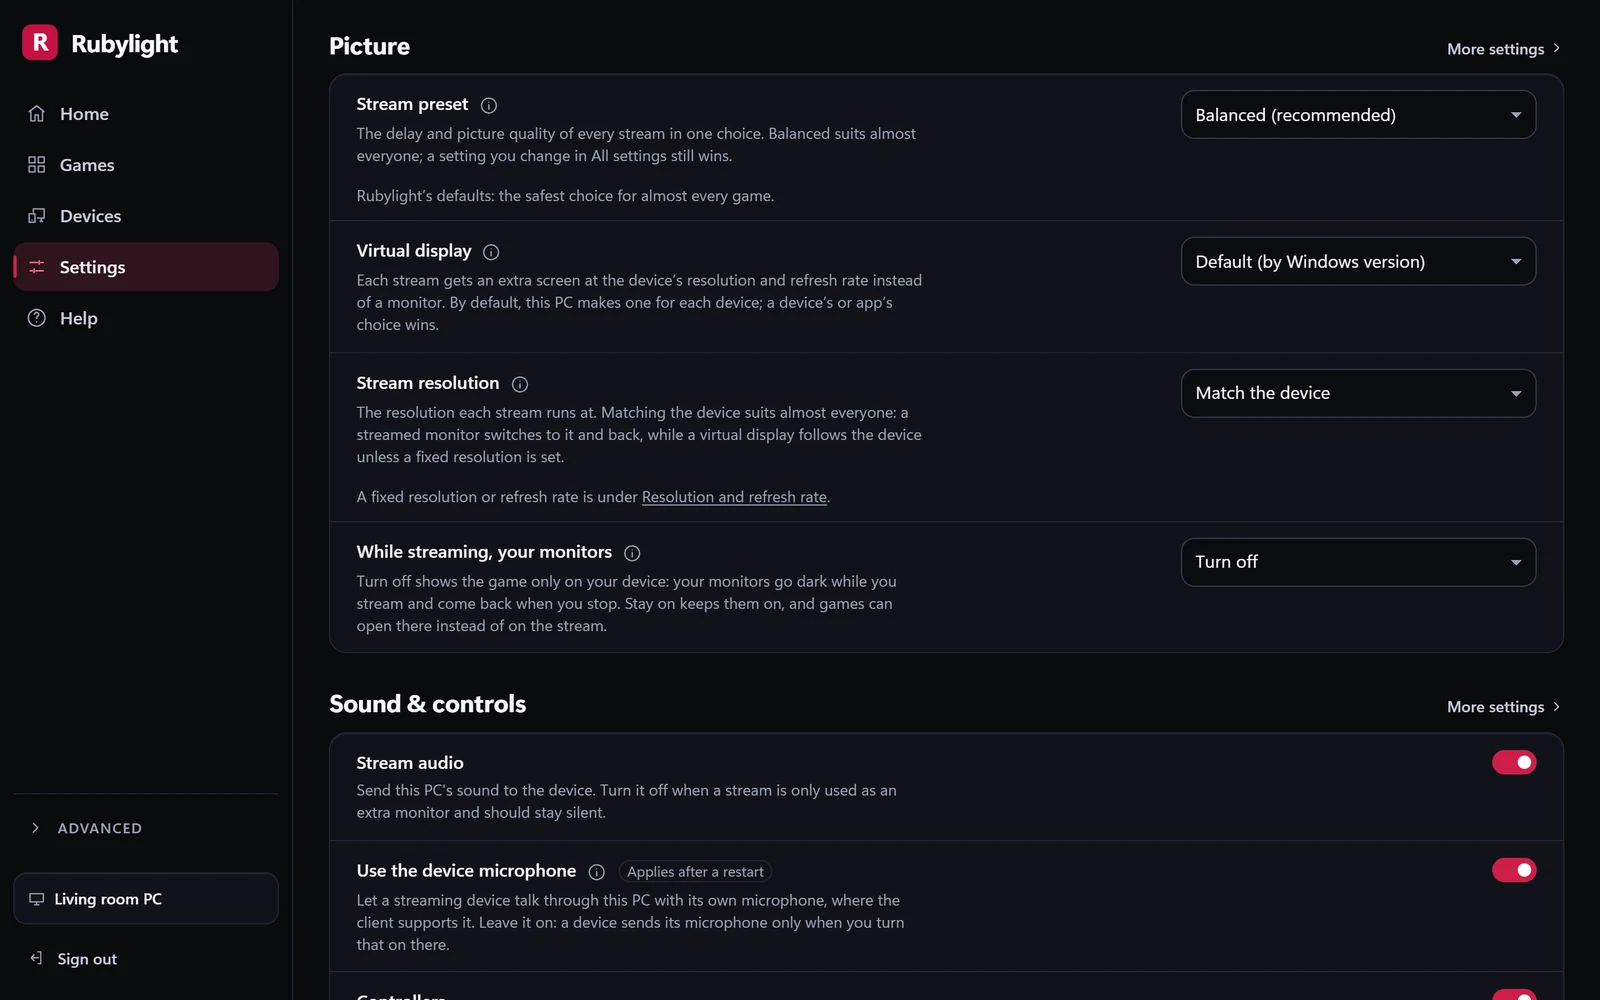 R Rubylight
Home
Games
Devices
Settings
Help
ADVANCED
Living room PC
Sign out
Picture
More settings
Stream preset
The delay and picture quality of every stream in one choice. Balanced suits almost
everyone; a setting you change in All settings still wins.
Rubylight’s defaults: the safest choice for almost every game.
Balanced (recommended)
Virtual display
Each stream gets an extra screen at the device’s resolution and refresh rate instead
of a monitor. By default, this PC makes one for each device; a device’s or app’s
choice wins.
Default (by Windows version)
Stream resolution
The resolution each stream runs at. Matching the device suits almost everyone: a
streamed monitor switches to it and back, while a virtual display follows the device
unless a fixed resolution is set.
A fixed resolution or refresh rate is under Resolution and refresh rate.
Match the device
While streaming, your monitors
Turn off shows the game only on your device: your monitors go dark while you
stream and come back when you stop. Stay on keeps them on, and games can
open there instead of on the stream.
Turn off
Sound & controls
More settings
Stream audio
Send this PC's sound to the device. Turn it off when a stream is only used as an
extra monitor and should stay silent.
Use the device microphone
Applies after a restart
Let a streaming device talk through this PC with its own microphone, where the
client supports it. Leave it on: a device sends its microphone only when you turn
that on there.
Controllers